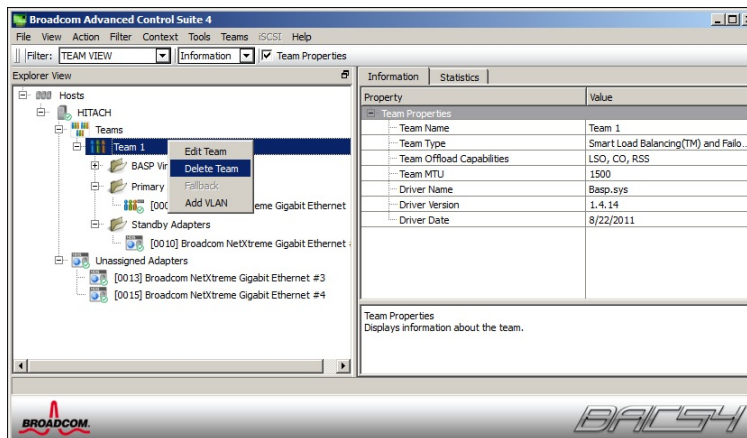 Broadcom Advanced Control Suite 4
File View Action Filter Context Tools Teams iSCSI Help
Filter: TEAM VIEW Information Team Properties
Explorer View
Hosts
HITACH
Teams
Team 1
BASP Vir
Primary
[000 eme Gigabit Ethernet
Standby Adapters
[0010] Broadcom NetXtreme Gigabit Ethernet
Unassigned Adapters
[0013] Broadcom NetXtreme Gigabit Ethernet #3
[0015] Broadcom NetXtreme Gigabit Ethernet #4
Edit Team
Delete Team
Fallback
Add VLAN
Information Statistics
Property Value
Team Properties
Team Name Team 1
Team Type Smart Load Balancing(TM) and Failo...
Team Offload Capabilities LSO, CO, RSS
Team MTU 1500
Driver Name Basp.sys
Driver Version 1.4.14
Driver Date 8/22/2011
Team Properties
Displays information about the team.
BROADCOM.
BACS4